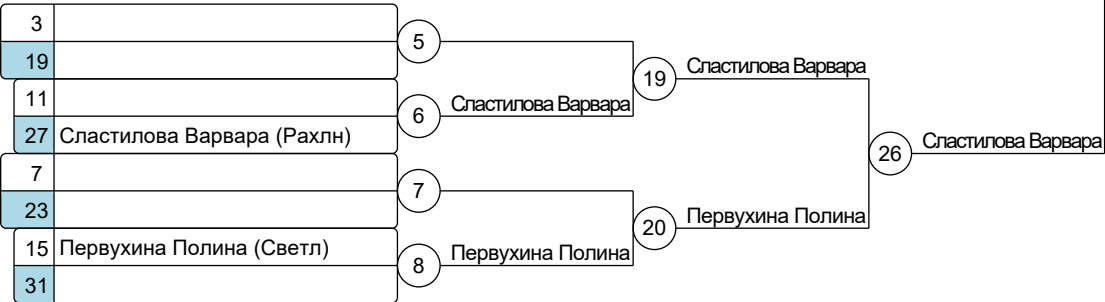 3
5
19
Сластилова Варвара
19
11
6
Сластилова Варвара
27 Сластилова Варвара (Рахлн)
26
Сластилова Варвара
7
7
23
Первухина Полина
20
15 Первухина Полина (Светл)
8
Первухина Полина
31